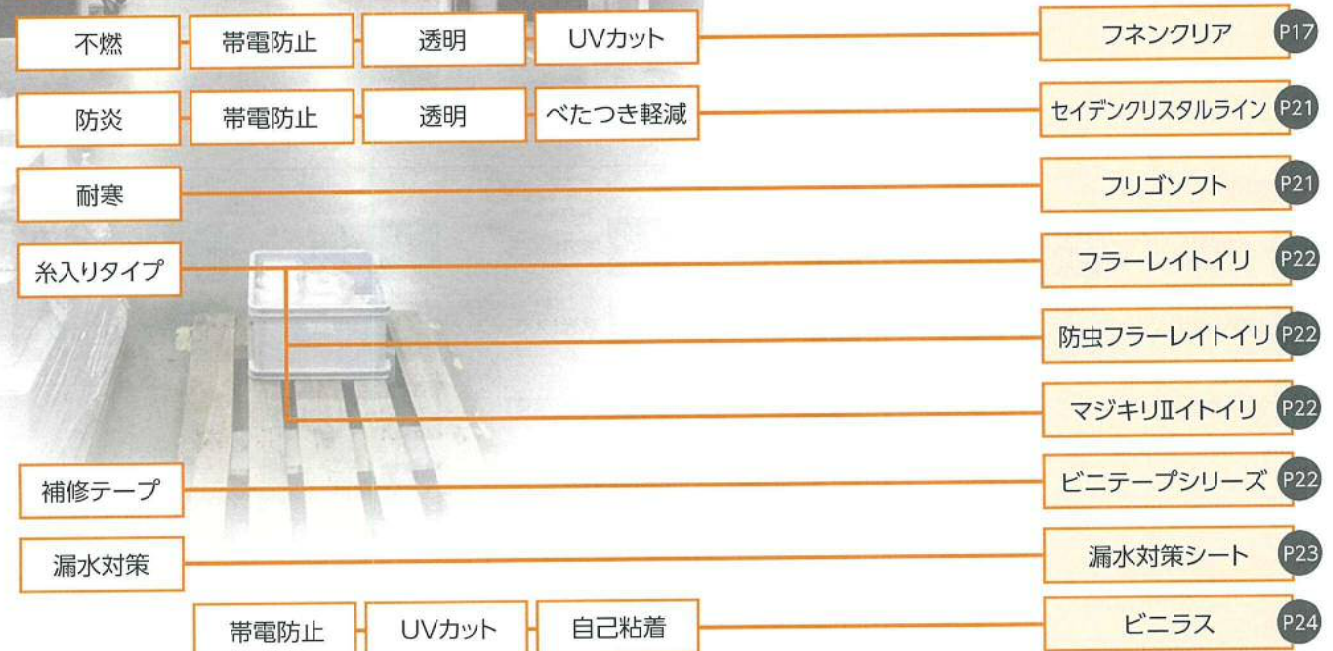 不燃 帯電防止 透明 UVカット フネンクリア P17
防炎 帯電防止 透明 べたつき軽減 セイデンクリスタルライン P21
耐寒 フリゴソフト P21
糸入りタイプ フラーレイトイリ P22
防虫フラーレイトイリ P22
マジキリⅡイトイリ P22
補修テープ ビニテープシリーズ P22
漏水対策 漏水対策シート P23
帯電防止 UVカット 自己粘着 ビニラス P24